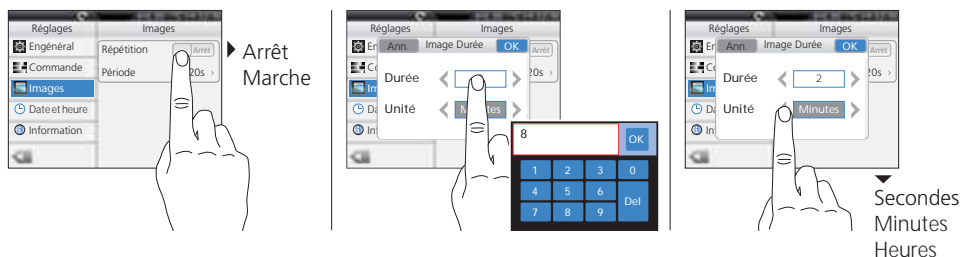 Réglages Images
Engénéral
Répétition Arrêt
Commande
Période 20s
Images
Date et heure
Information
Arrêt
Marche
Réglages Images
Ann. Image Durée OK
Arrêt
Durée
20s
Unité Minutes
8 OK
1 2 3 0
4 5 6 Del
7 8 9
Réglages Images
Ann. Image Durée OK
Arrêt
Durée 2
20s
Unité Minutes
Secondes
Minutes
Heures